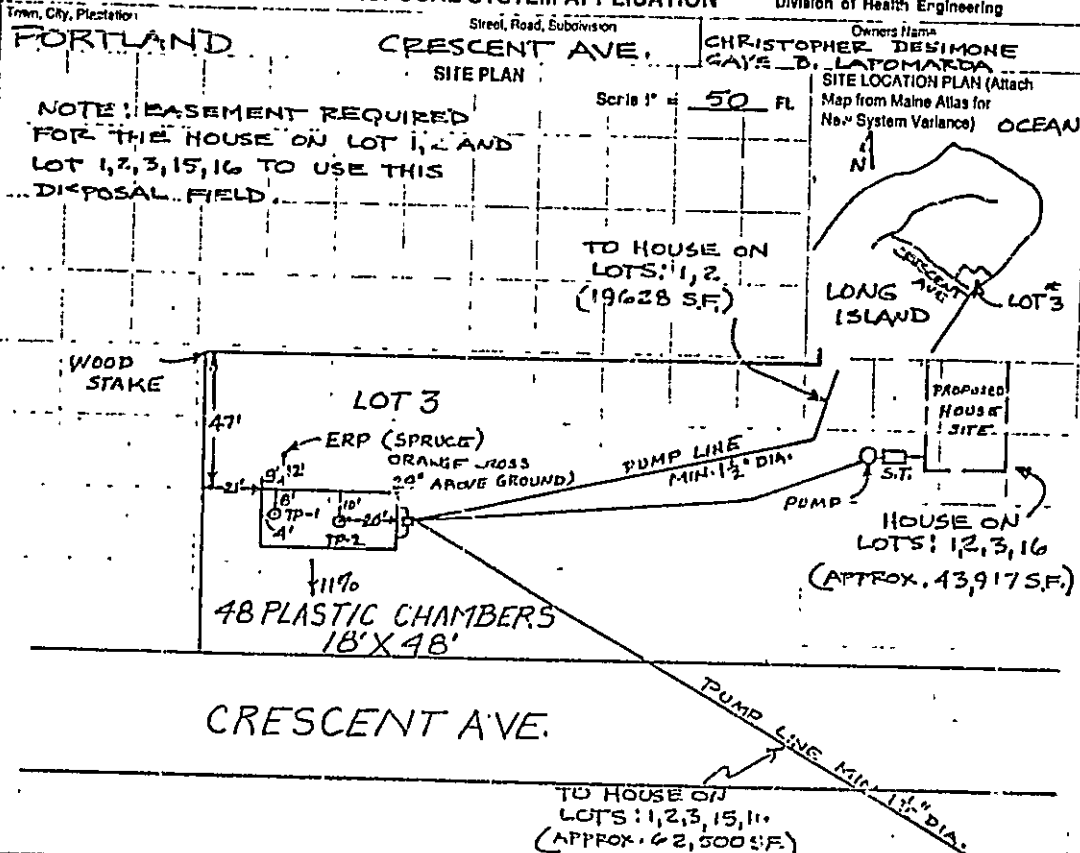 SYSTEM APPLICATION
Division of Health Engineering
Town, City, Plantation
PORTLAND
Street, Road, Subdivision
CRESCENT AVE.
Owners Name
CHRISTOPHER DESIMONE
GAYE D. LAPOMARDA
SITE PLAN
Scale 1" = 50 Ft.
SITE LOCATION PLAN (Attach
Map from Maine Atlas for
New System Variance)
OCEAN
N
NOTE: EASEMENT REQUIRED
FOR THE HOUSE ON LOT 1,2 AND
LOT 1,2,3,15,16 TO USE THIS
DISPOSAL FIELD.
TO HOUSE ON
LOTS: 1,2
(19628 S.F.)
CRESCENT
AVE
LOT 3
LONG
ISLAND
WOOD
STAKE
47'
LOT 3
ERP (SPRUCE)
ORANGE
ABOVE GROUND)
PUMP LINE
MIN. 1½" DIA.
PROPOSED
HOUSE
SITE
S.T.
PUMP
21'
9'
12'
8'
TP-1
4'
10'
20'
TP-2
HOUSE ON
LOTS: 1,2,3,16
(APPROX. 43,917 S.F.)
11%
48 PLASTIC CHAMBERS
18' X 48'
CRESCENT AVE.
PUMP LINE MIN 1½" DIA.
TO HOUSE ON
LOTS: 1,2,3,15,
(APPROX. 62,500 S.F.)